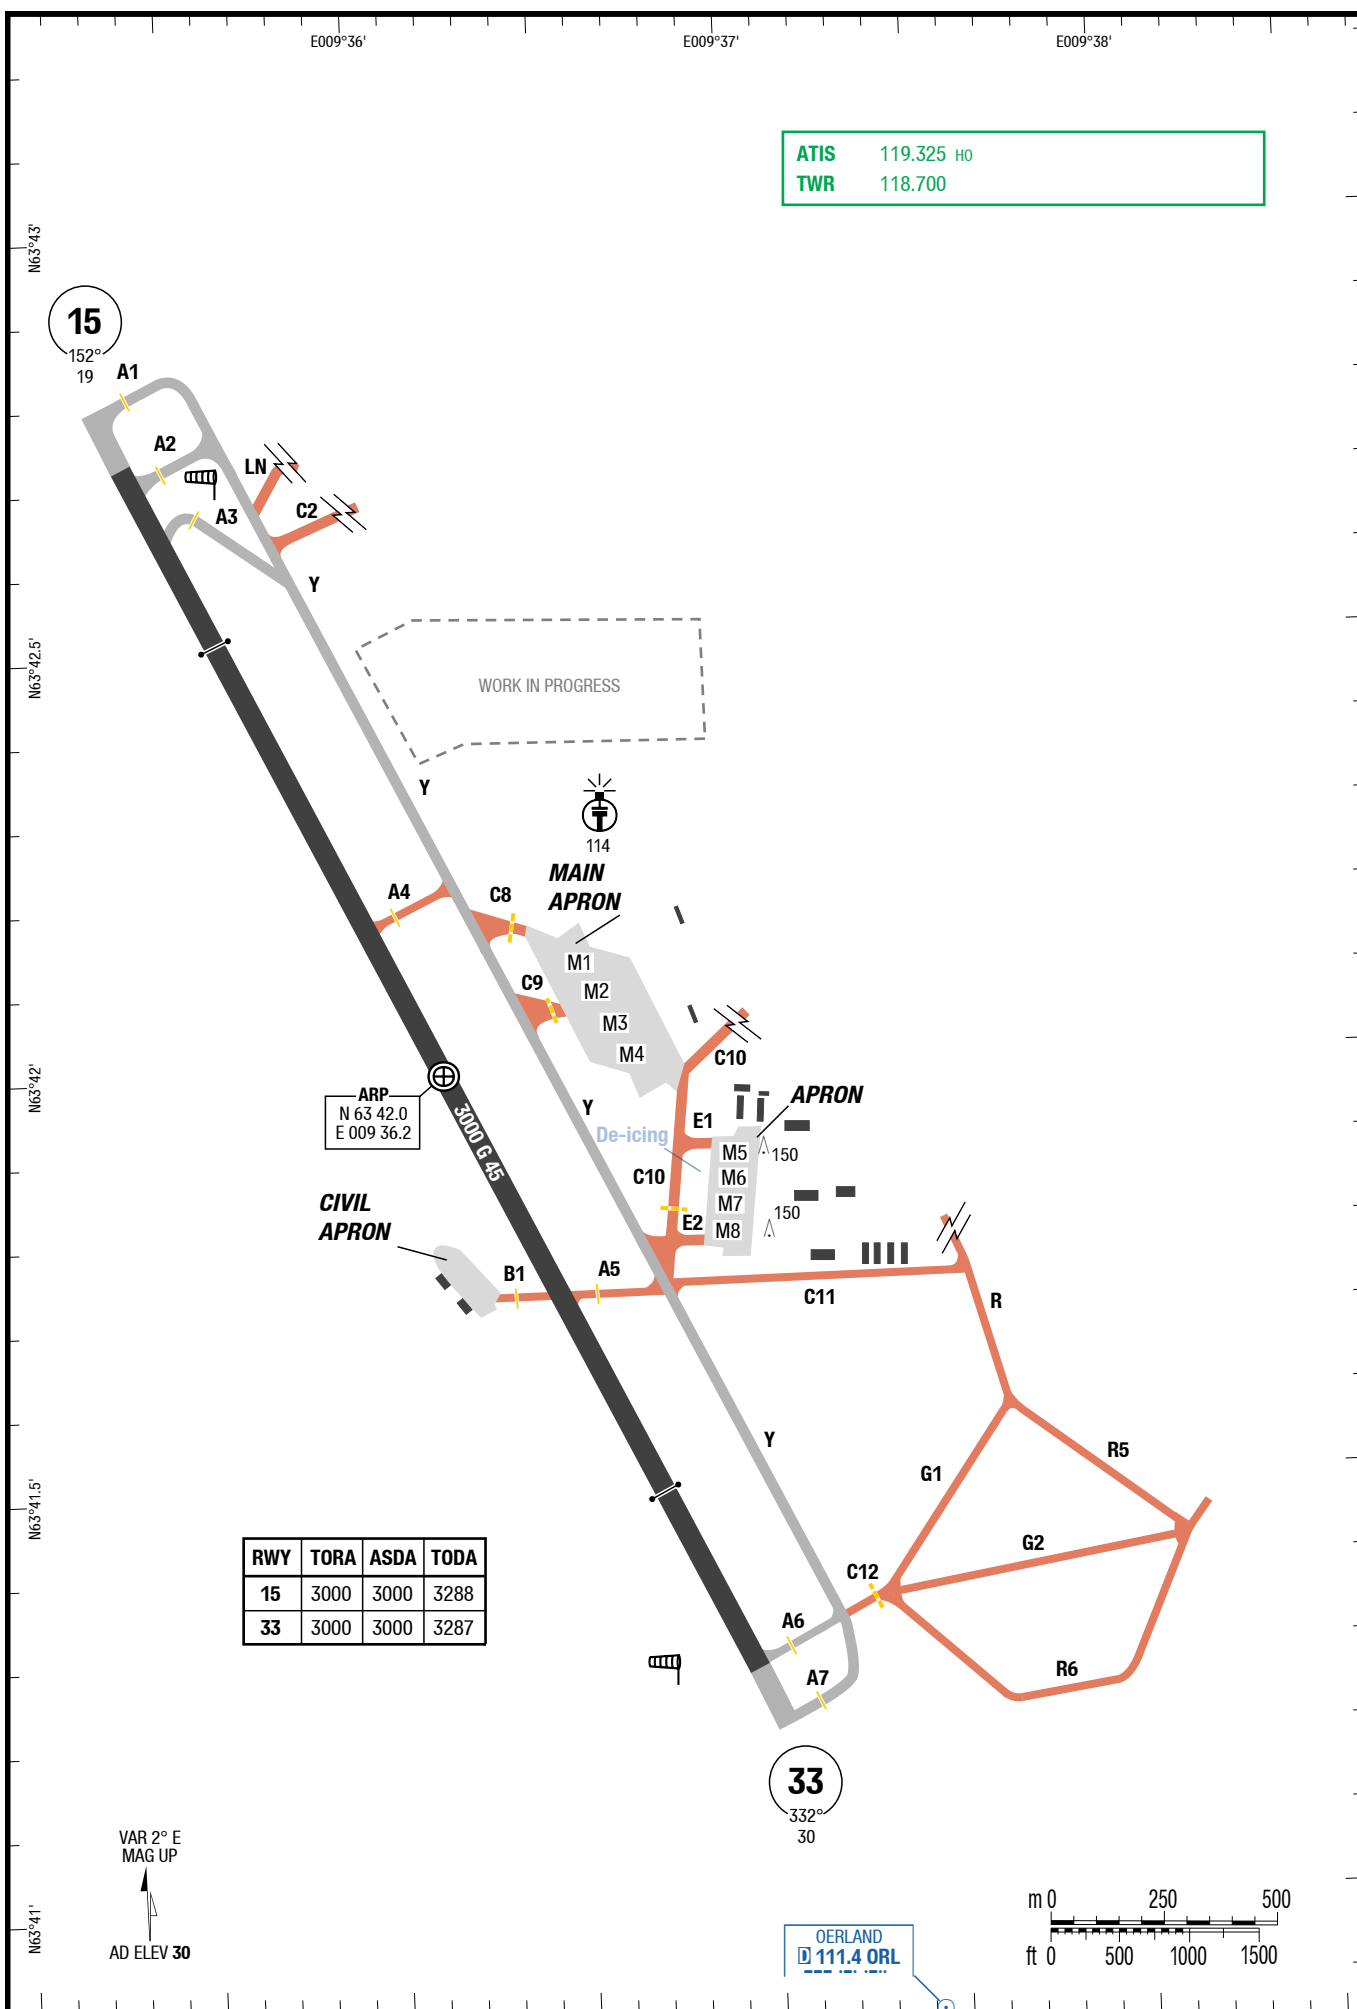 E009°36'
E009°37'
E009°38'
ATIS 119.325 HO
TWR 118.700
N63°43'
15
152°
19
A1
A2
LN
A3
C2
Y
N63°42.5'
WORK IN PROGRESS
Y
114
MAIN
APRON
A4
C8
M1
C9
M2
M3
M4
C10
N63°42'
ARP
N 63 42.0
E 009 36.2
3000 G 45
Y
APRON
E1
De-icing
M5
150
C10
M6
M7
CIVIL
APRON
E2
M8
150
B1
A5
C11
R
Y
R5
G1
N63°41.5'
G2
RWY TORA ASDA TODA
15 3000 3000 3288
33 3000 3000 3287
C12
A6
A7
R6
33
332°
30
VAR 2° E
MAG UP
AD ELEV 30
N63°41'
m 0 250 500
ft 0 500 1000 1500
OERLAND
D 111.4 ORL